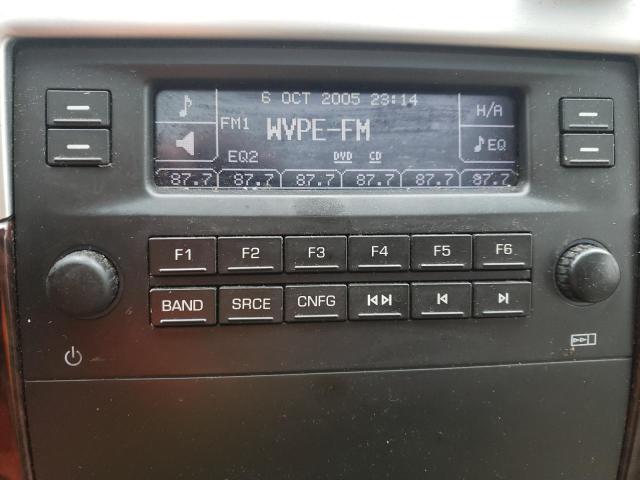 6 OCT 2005 23:14
FM1 WVPE-FM H/A
EQ2 DVD CD EQ
87.7 87.7 87.7 87.7 87.7 87.7
F1 F2 F3 F4 F5 F6
BAND SRCE CNFG